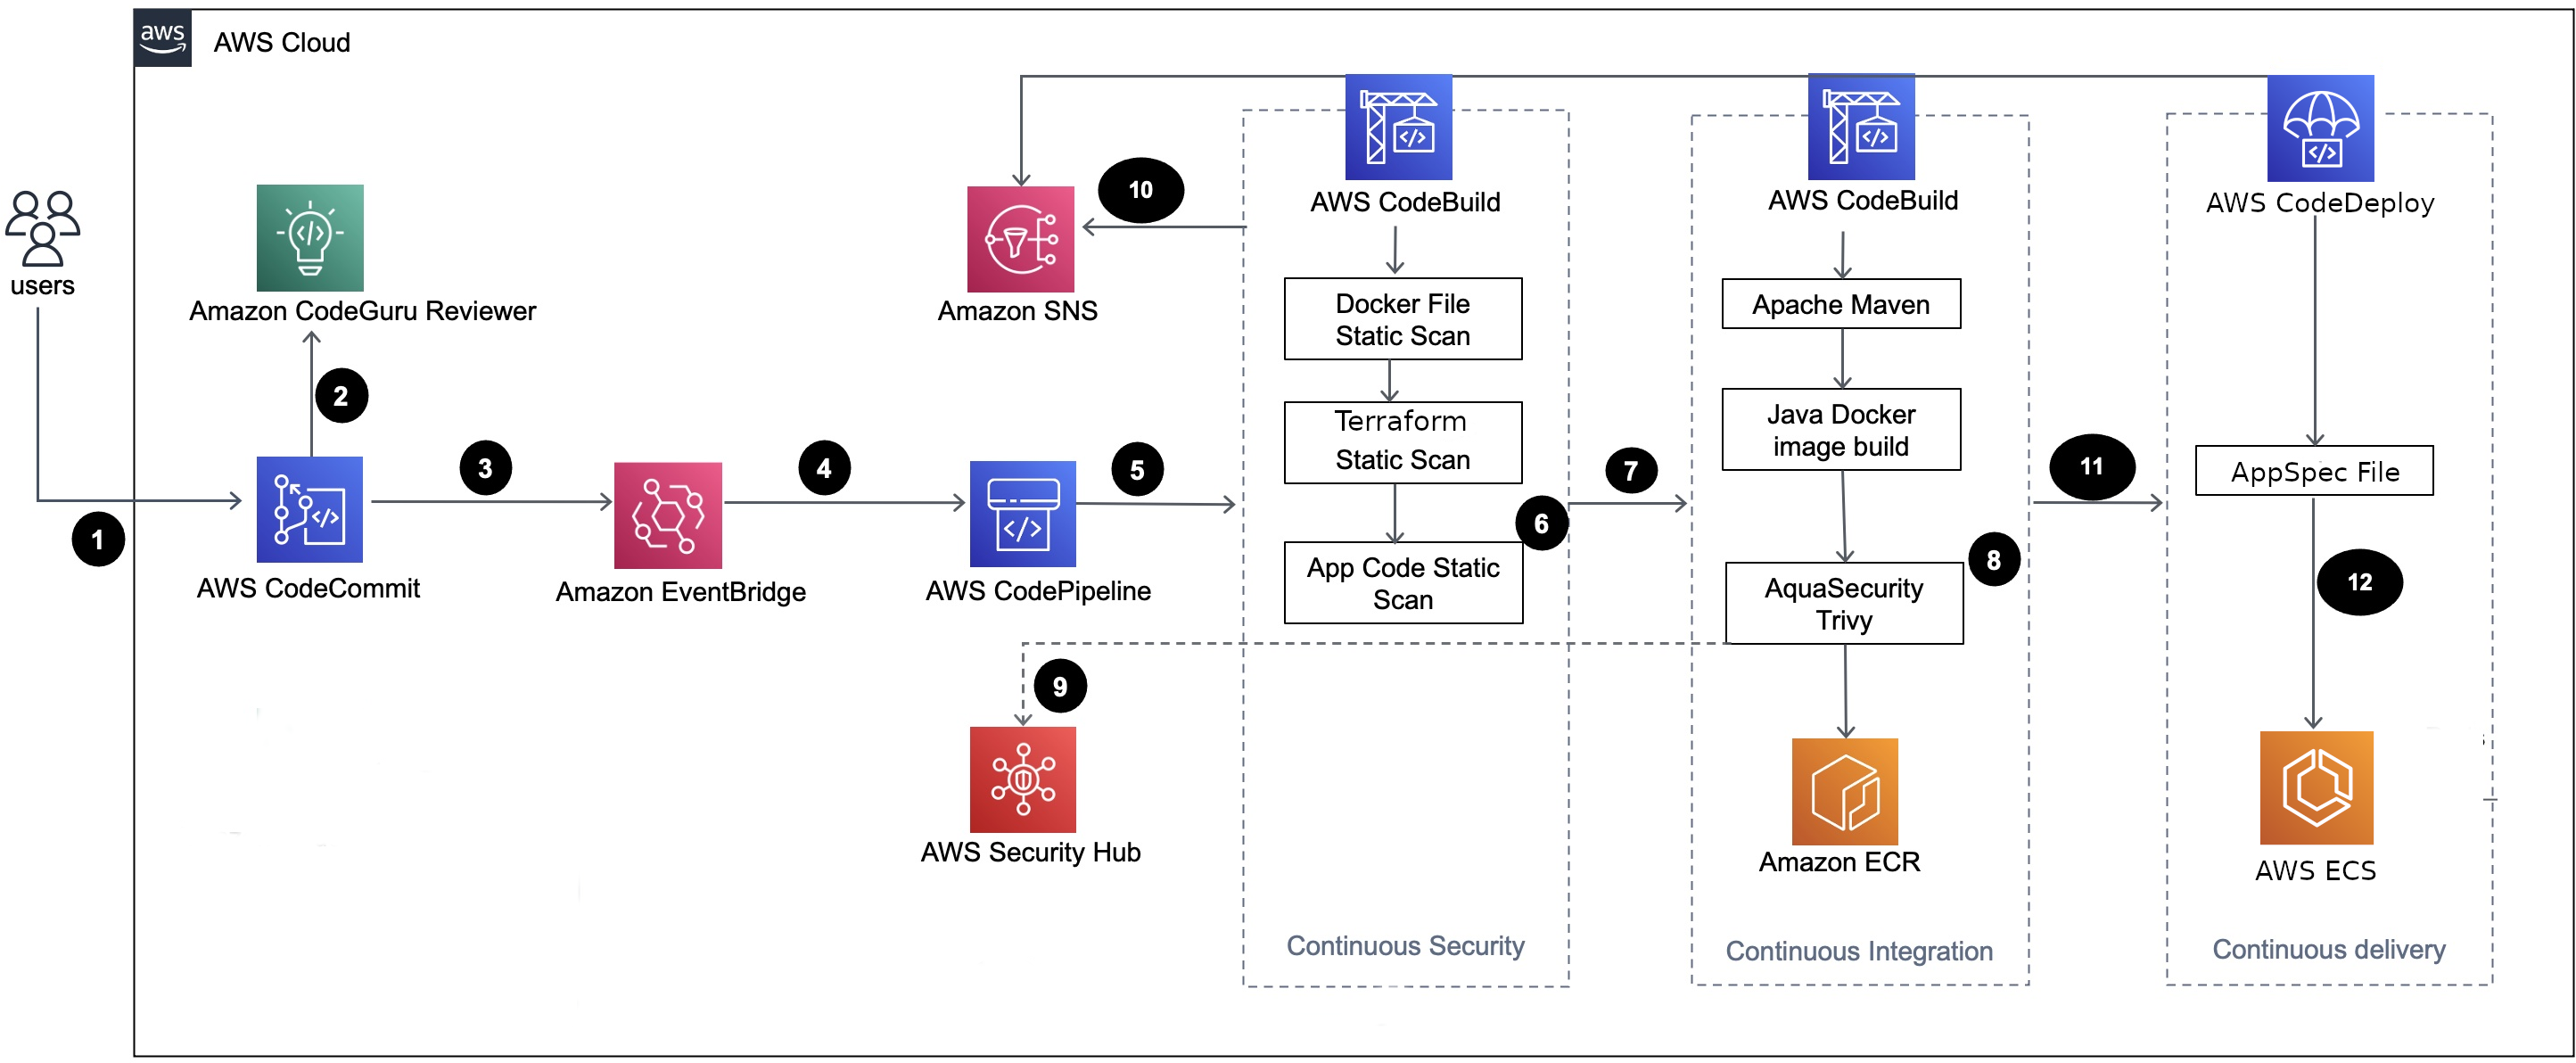 aws
AWS Cloud
users
1
Amazon CodeGuru Reviewer
2
AWS CodeCommit
3
Amazon EventBridge
4
AWS CodePipeline
5
Amazon SNS
10
AWS Security Hub
9
AWS CodeBuild
Docker File
Static Scan
Terraform
Static Scan
App Code Static
Scan
6
Continuous Security
7
AWS CodeBuild
Apache Maven
Java Docker
image build
AquaSecurity
Trivy
8
Amazon ECR
Continuous Integration
11
AWS CodeDeploy
AppSpec File
12
AWS ECS
Continuous delivery